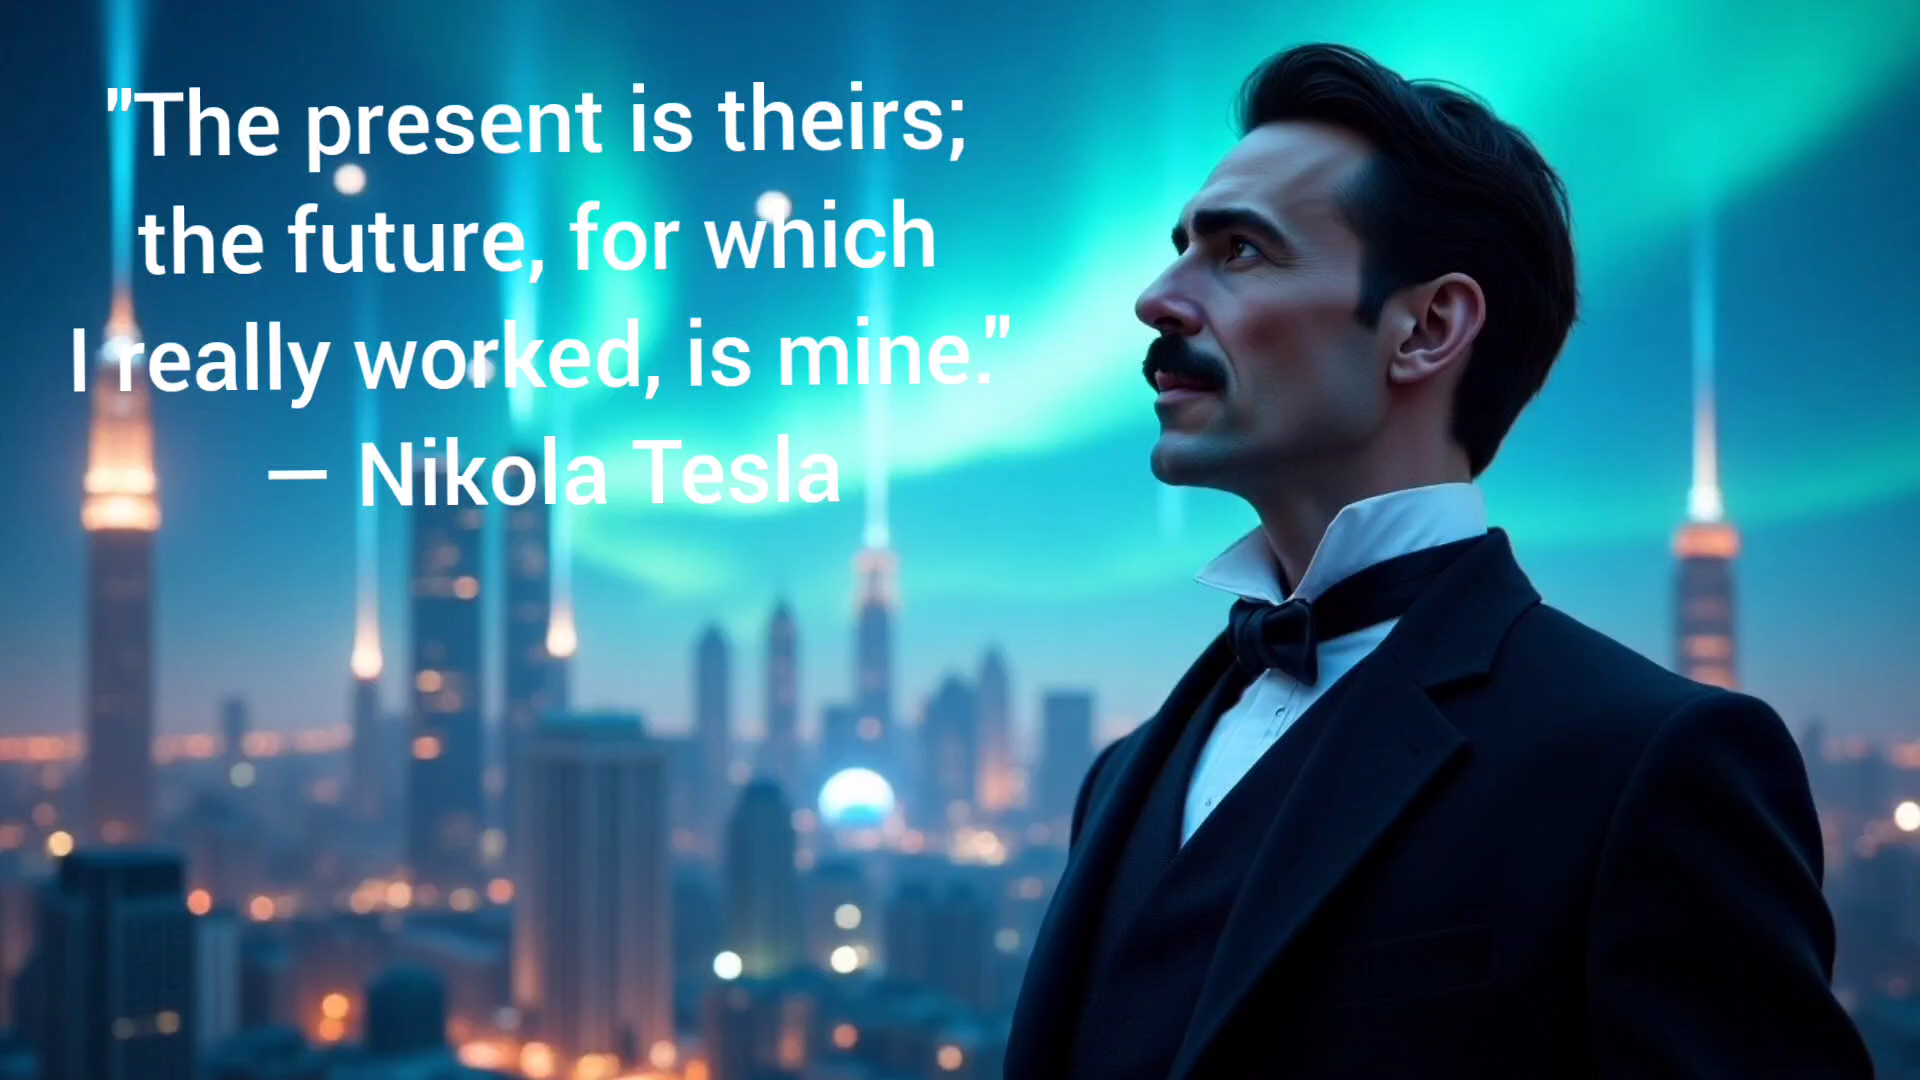 "The present is theirs;
the future, for which
I really worked, is mine."
— Nikola Tesla